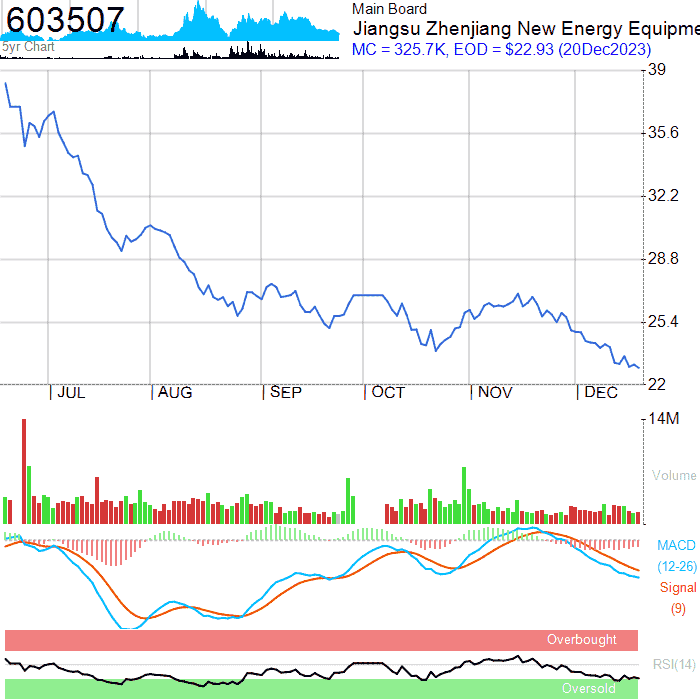 603507
5yr Chart
Main Board
Jiangsu Zhenjiang New Energy Equipme
MC = 325.7K, EOD = $22.93 (20Dec2023)
39
35.6
32.2
28.8
25.4
22
JUL
AUG
SEP
OCT
NOV
DEC
14M
Volume
MACD
(12-26)
Signal
(9)
Overbought
RSI(14)
Oversold